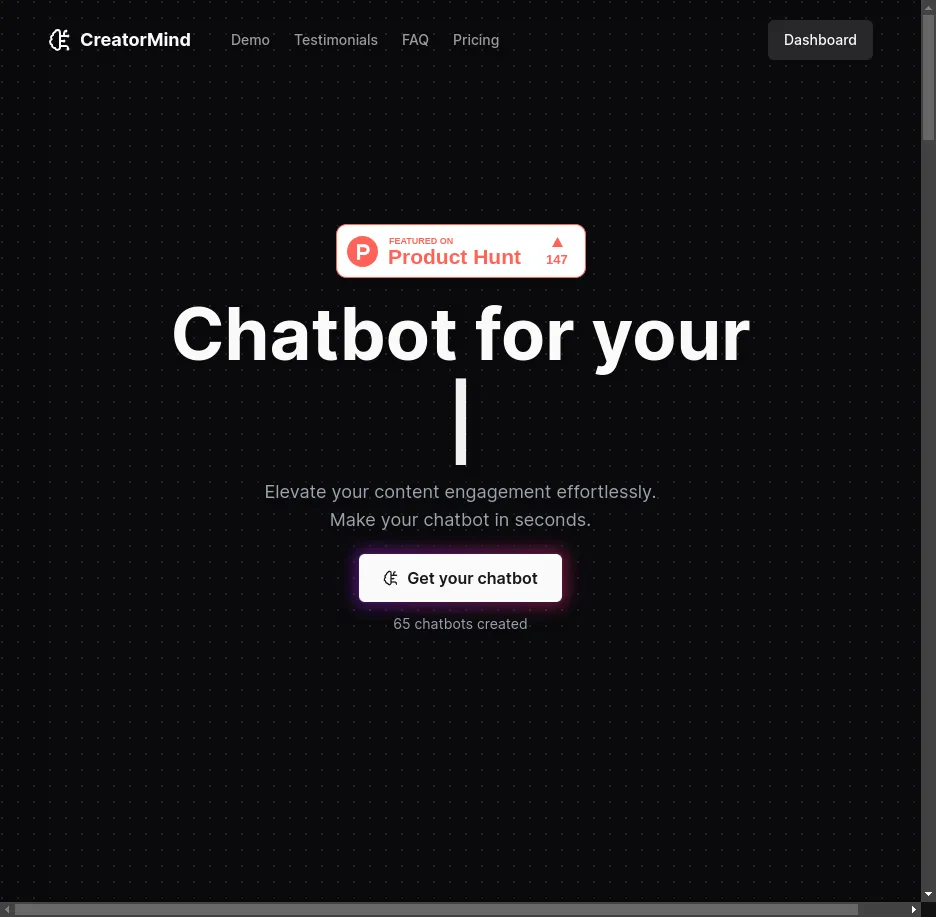 CreatorMind
Demo
Testimonials
FAQ
Pricing
Dashboard
P
FEATURED ON
Product Hunt
147
Chatbot for your
Elevate your content engagement effortlessly.
Make your chatbot in seconds.
Get your chatbot
65 chatbots created